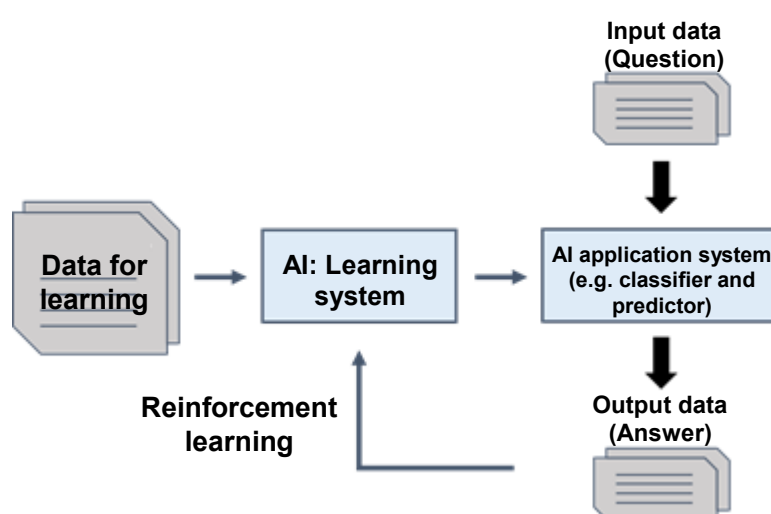 Input data
(Question)
Data for
learning
AI: Learning
system
AI application system
(e.g. classifier and
predictor)
Reinforcement
learning
Output data
(Answer)